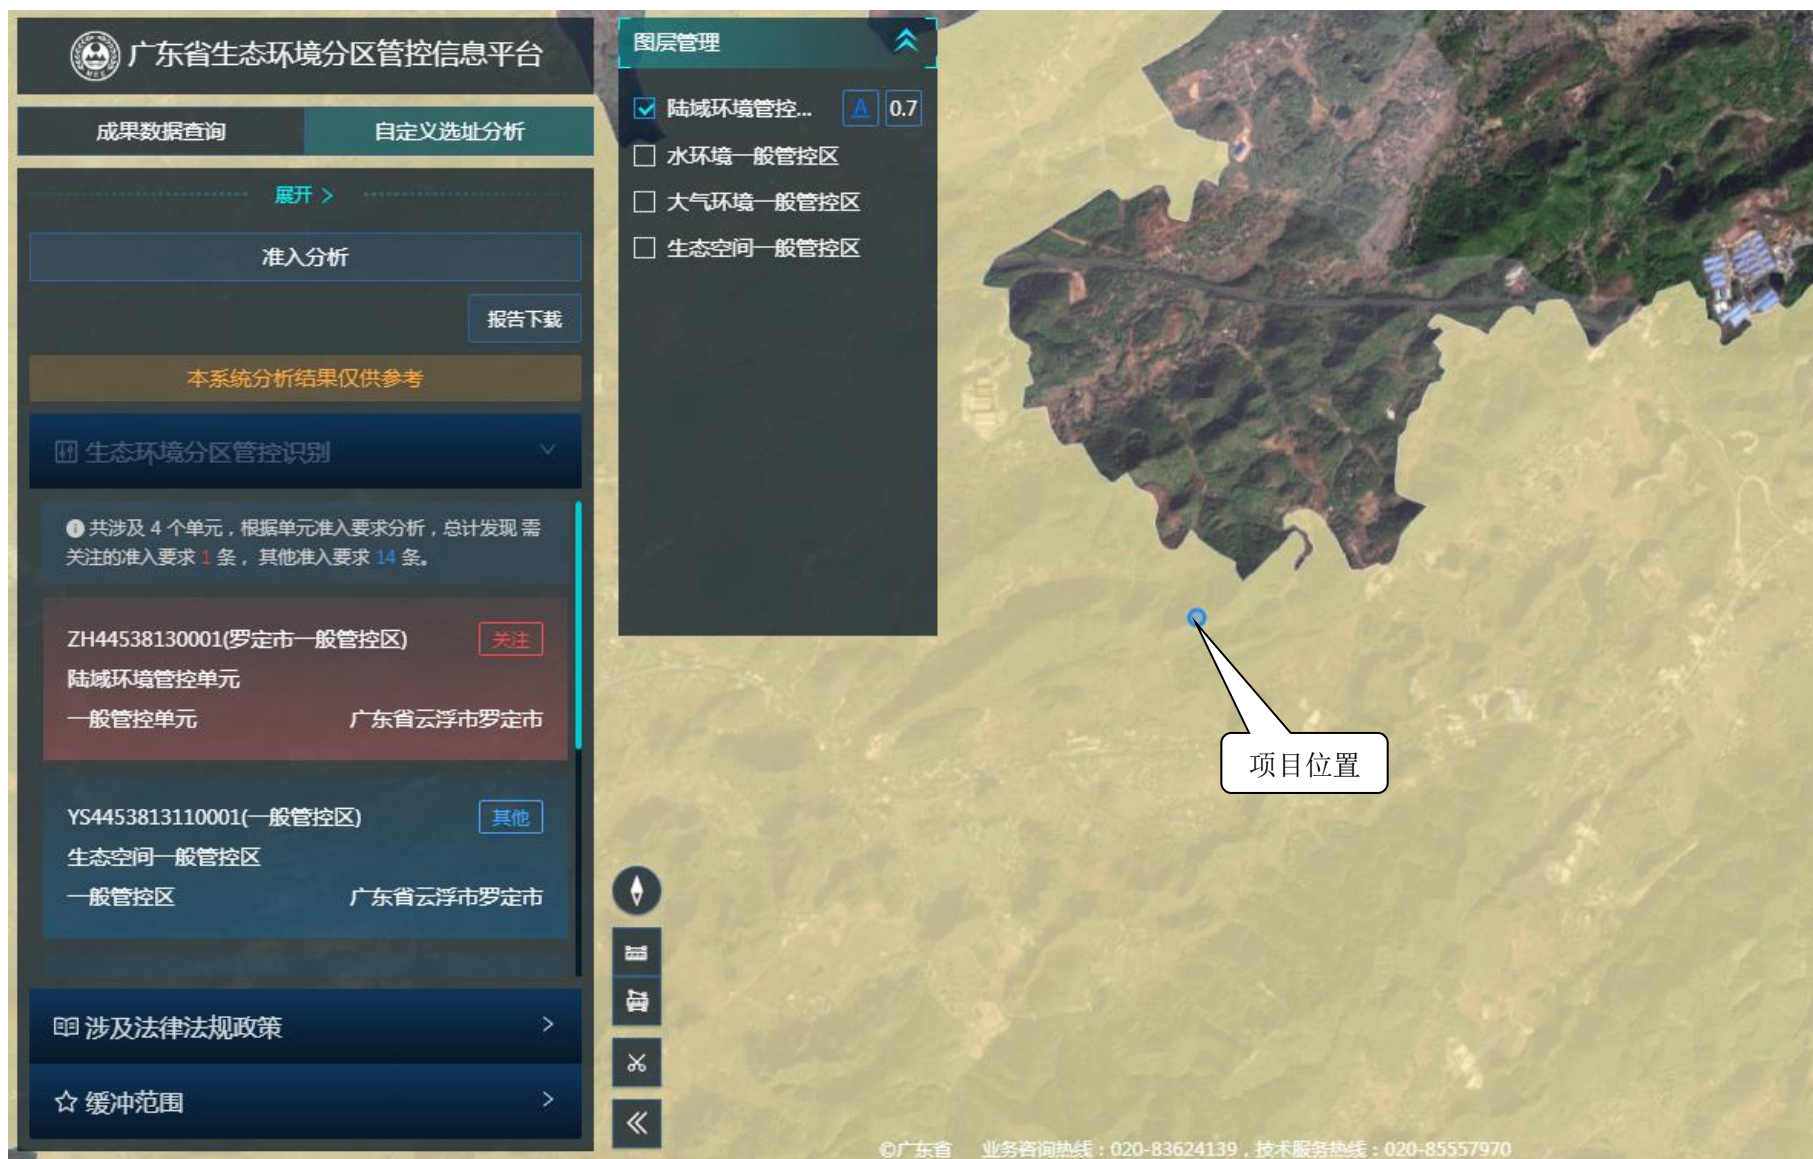 广东省生态环境分区管控信息平台
成果数据查询
自定义选址分析
展开 >
准入分析
报告下载
本系统分析结果仅供参考
生态环境分区管控识别
共涉及 4 个单元，根据单元准入要求分析，总计发现 需
关注的准入要求 1 条， 其他准入要求 14 条。
ZH44538130001(罗定市一般管控区)
关注
陆域环境管控单元
一般管控单元
广东省云浮市罗定市
YS4453813110001(一般管控区)
其他
生态空间一般管控区
一般管控区
广东省云浮市罗定市
涉及法律法规政策
缓冲范围
图层管理
陆域环境管控...
A
0.7
水环境一般管控区
大气环境一般管控区
生态空间一般管控区
项目位置
©广东省 业务咨询热线：020-83624139，技术服务热线：020-85557970